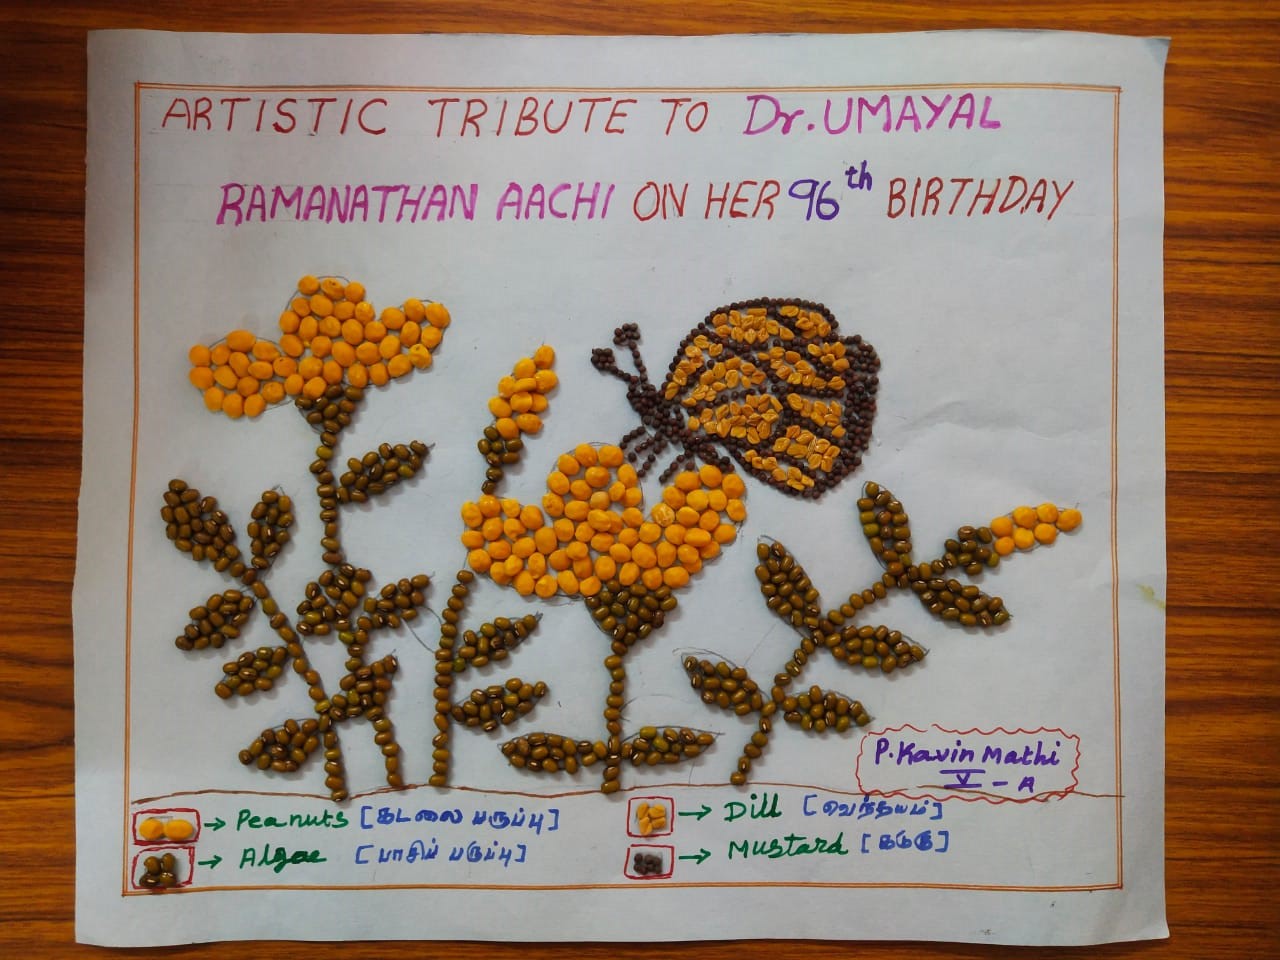 ARTISTIC TRIBUTE TO Dr.UMAYAL
RAMANATHAN AACHI ON HER 96th BIRTHDAY
P.Kavin Mathi
V - A
→ Peanuts [கடலை பருப்பு]
→ Algae [பாசிப் பருப்பு]
→ Dill [வெந்தயம்]
→ Mustard [கடுகு]